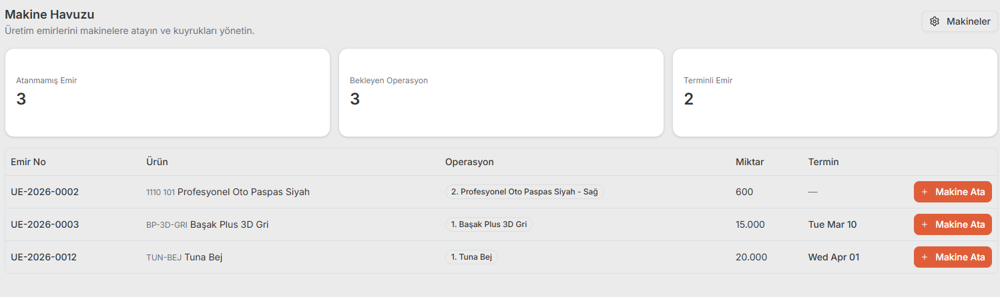 Makine Havuzu
Üretim emirlerini makinelere atayın ve kuyrukları yönetin.
Makineler
Atanmamış Emir
3
Bekleyen Operasyon
3
Terminli Emir
2
Emir No Ürün Operasyon Miktar Termin
UE-2026-0002 1110 101 Profesyonel Oto Paspas Siyah 2. Profesyonel Oto Paspas Siyah - Sağ 600 — + Makine Ata
UE-2026-0003 BP-3D-GRI Başak Plus 3D Gri 1. Başak Plus 3D Gri 15.000 Tue Mar 10 + Makine Ata
UE-2026-0012 TUN-BEJ Tuna Bej 1. Tuna Bej 20.000 Wed Apr 01 + Makine Ata